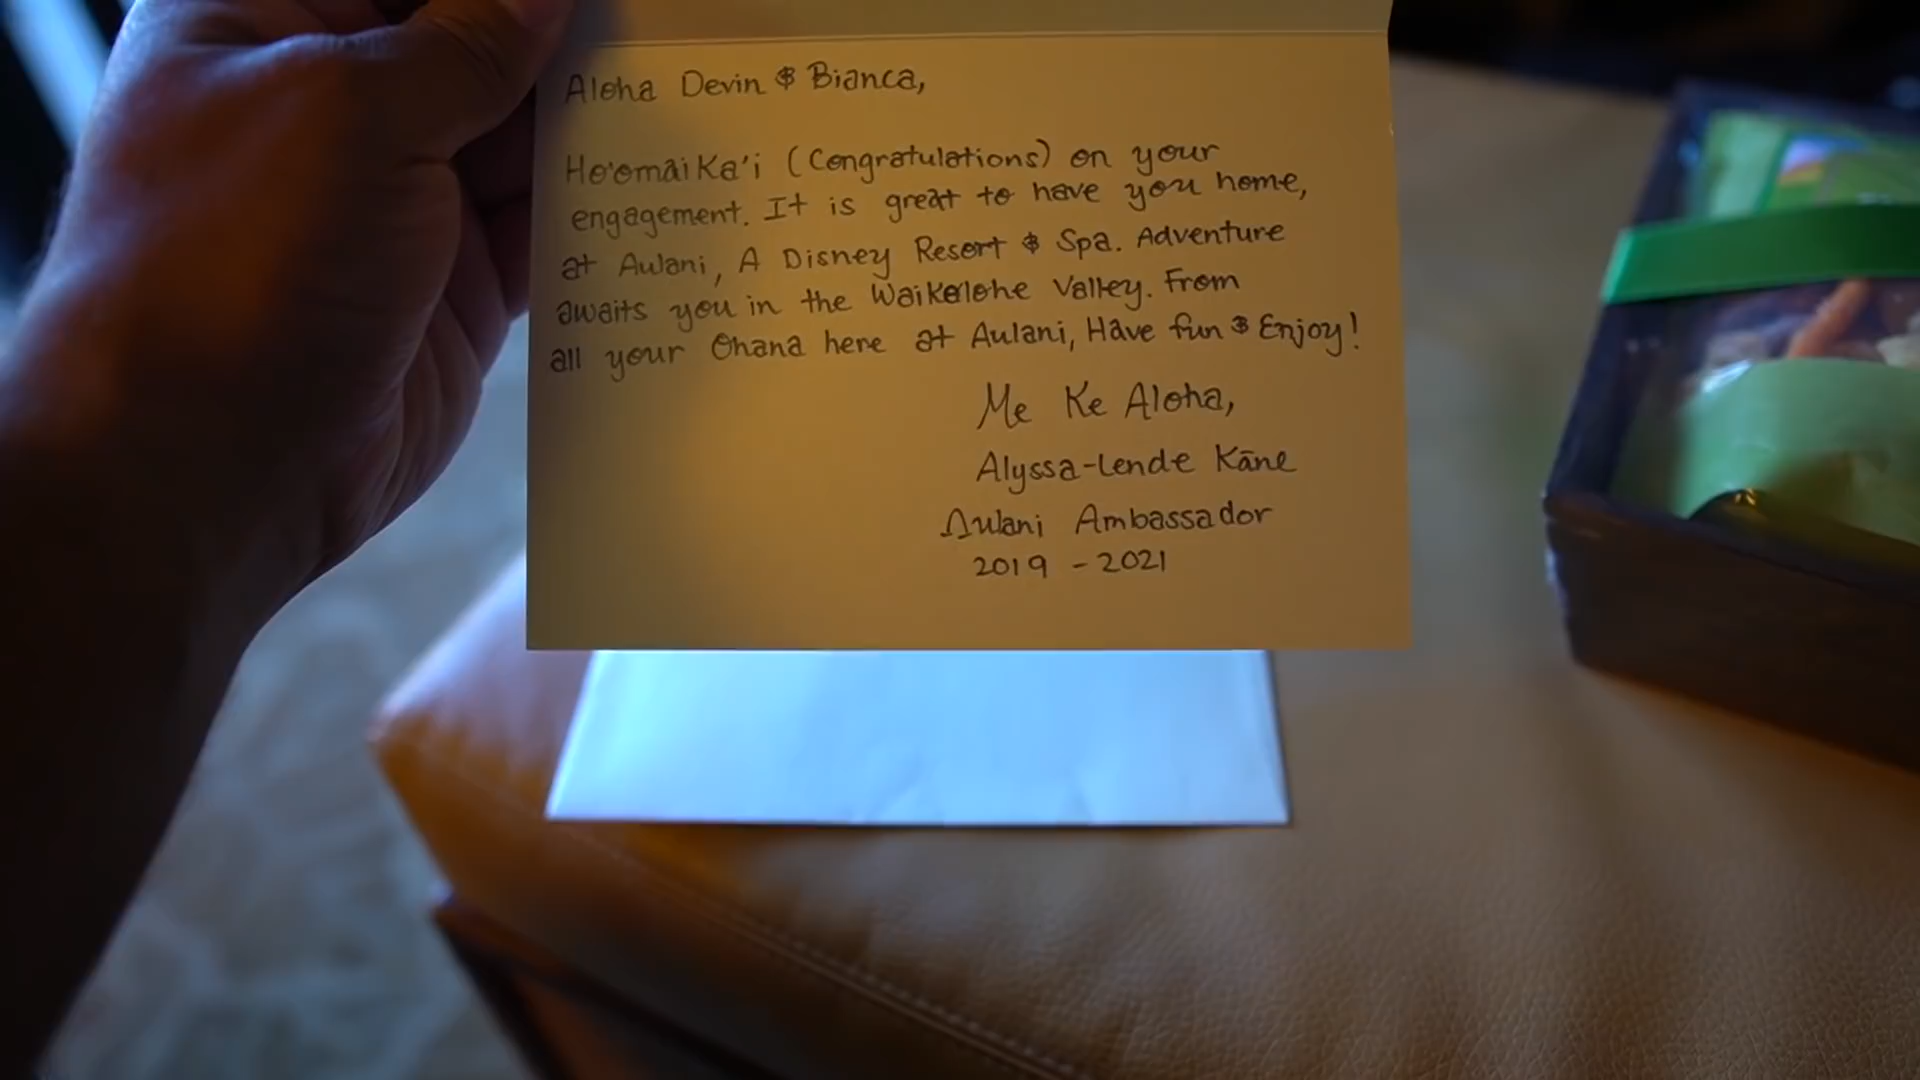 Aloha Devin & Bianca,
Ho'omāiKa'i (Congratulations) on your
engagement. It is great to have you home,
at Aulani, A Disney Resort & Spa. Adventure
awaits you in the Waikolohe Valley. From
all your Ohana here at Aulani, Have fun & Enjoy!
Me Ke Aloha,
Alyssa-Lende Kāne
Aulani Ambassador
2019 - 2021